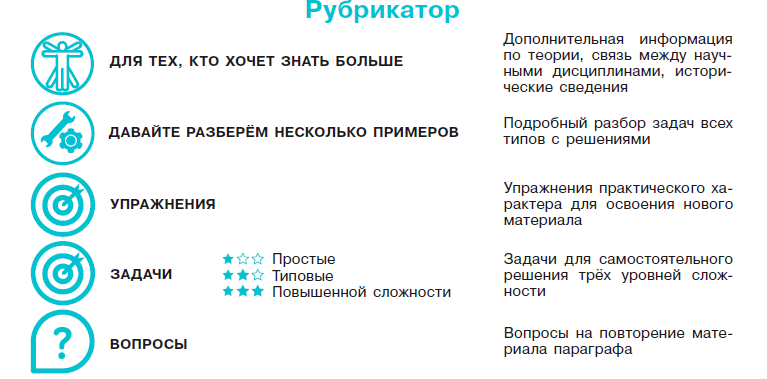 Рубрикатор
ДЛЯ ТЕХ, КТО ХОЧЕТ ЗНАТЬ БОЛЬШЕ
Дополнительная информация
по теории, связь между науч-
ными дисциплинами, истори-
ческие сведения
ДАВАЙТЕ РАЗБЕРЁМ НЕСКОЛЬКО ПРИМЕРОВ
Подробный разбор задач всех
типов с решениями
УПРАЖНЕНИЯ
Упражнения практического ха-
рактера для освоения нового
материала
ЗАДАЧИ
★☆☆ Простые
★★☆ Типовые
★★★ Повышенной сложности
Задачи для самостоятельного
решения трёх уровней слож-
ности
?
ВОПРОСЫ
Вопросы на повторение мате-
риала параграфа